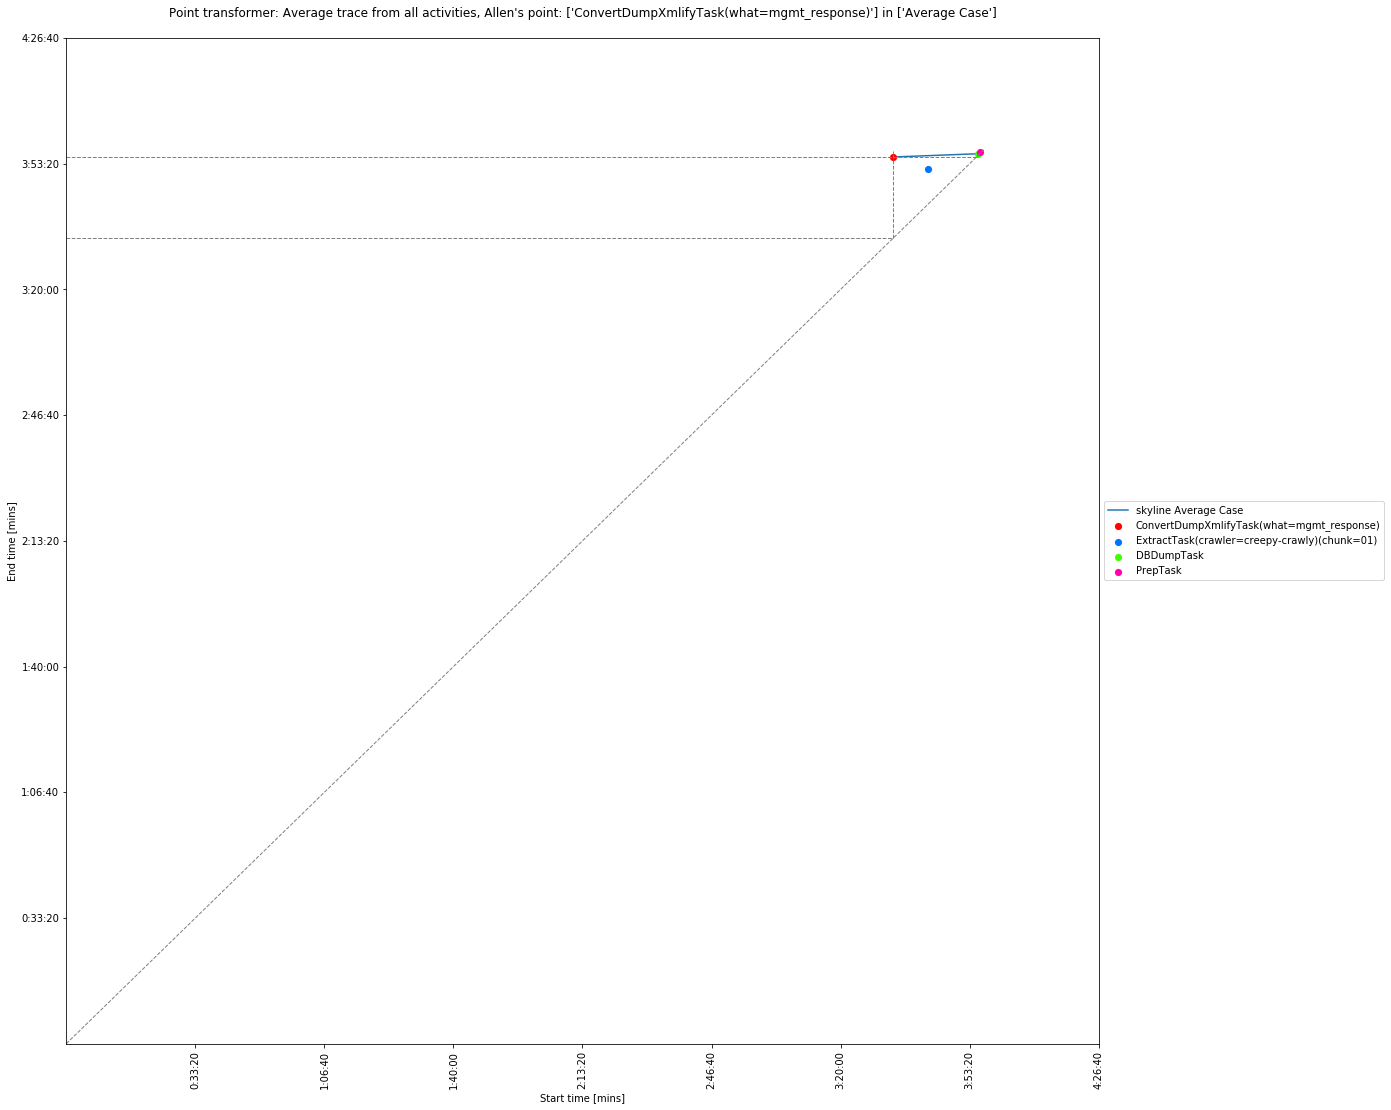 Point transformer: Average trace from all activities, Allen's point: ['ConvertDumpXmlifyTask(what=mgmt_response)'] in ['Average Case']
4:26:40
3:53:20
3:20:00
2:46:40
2:13:20
1:40:00
1:06:40
0:33:20
End time [mins]
0:33:20
1:06:40
1:40:00
2:13:20
2:46:40
3:20:00
3:53:20
4:26:40
Start time [mins]
skyline Average Case
ConvertDumpXmlifyTask(what=mgmt_response)
ExtractTask(crawler=creepy-crawly)(chunk=01)
DBDumpTask
PrepTask